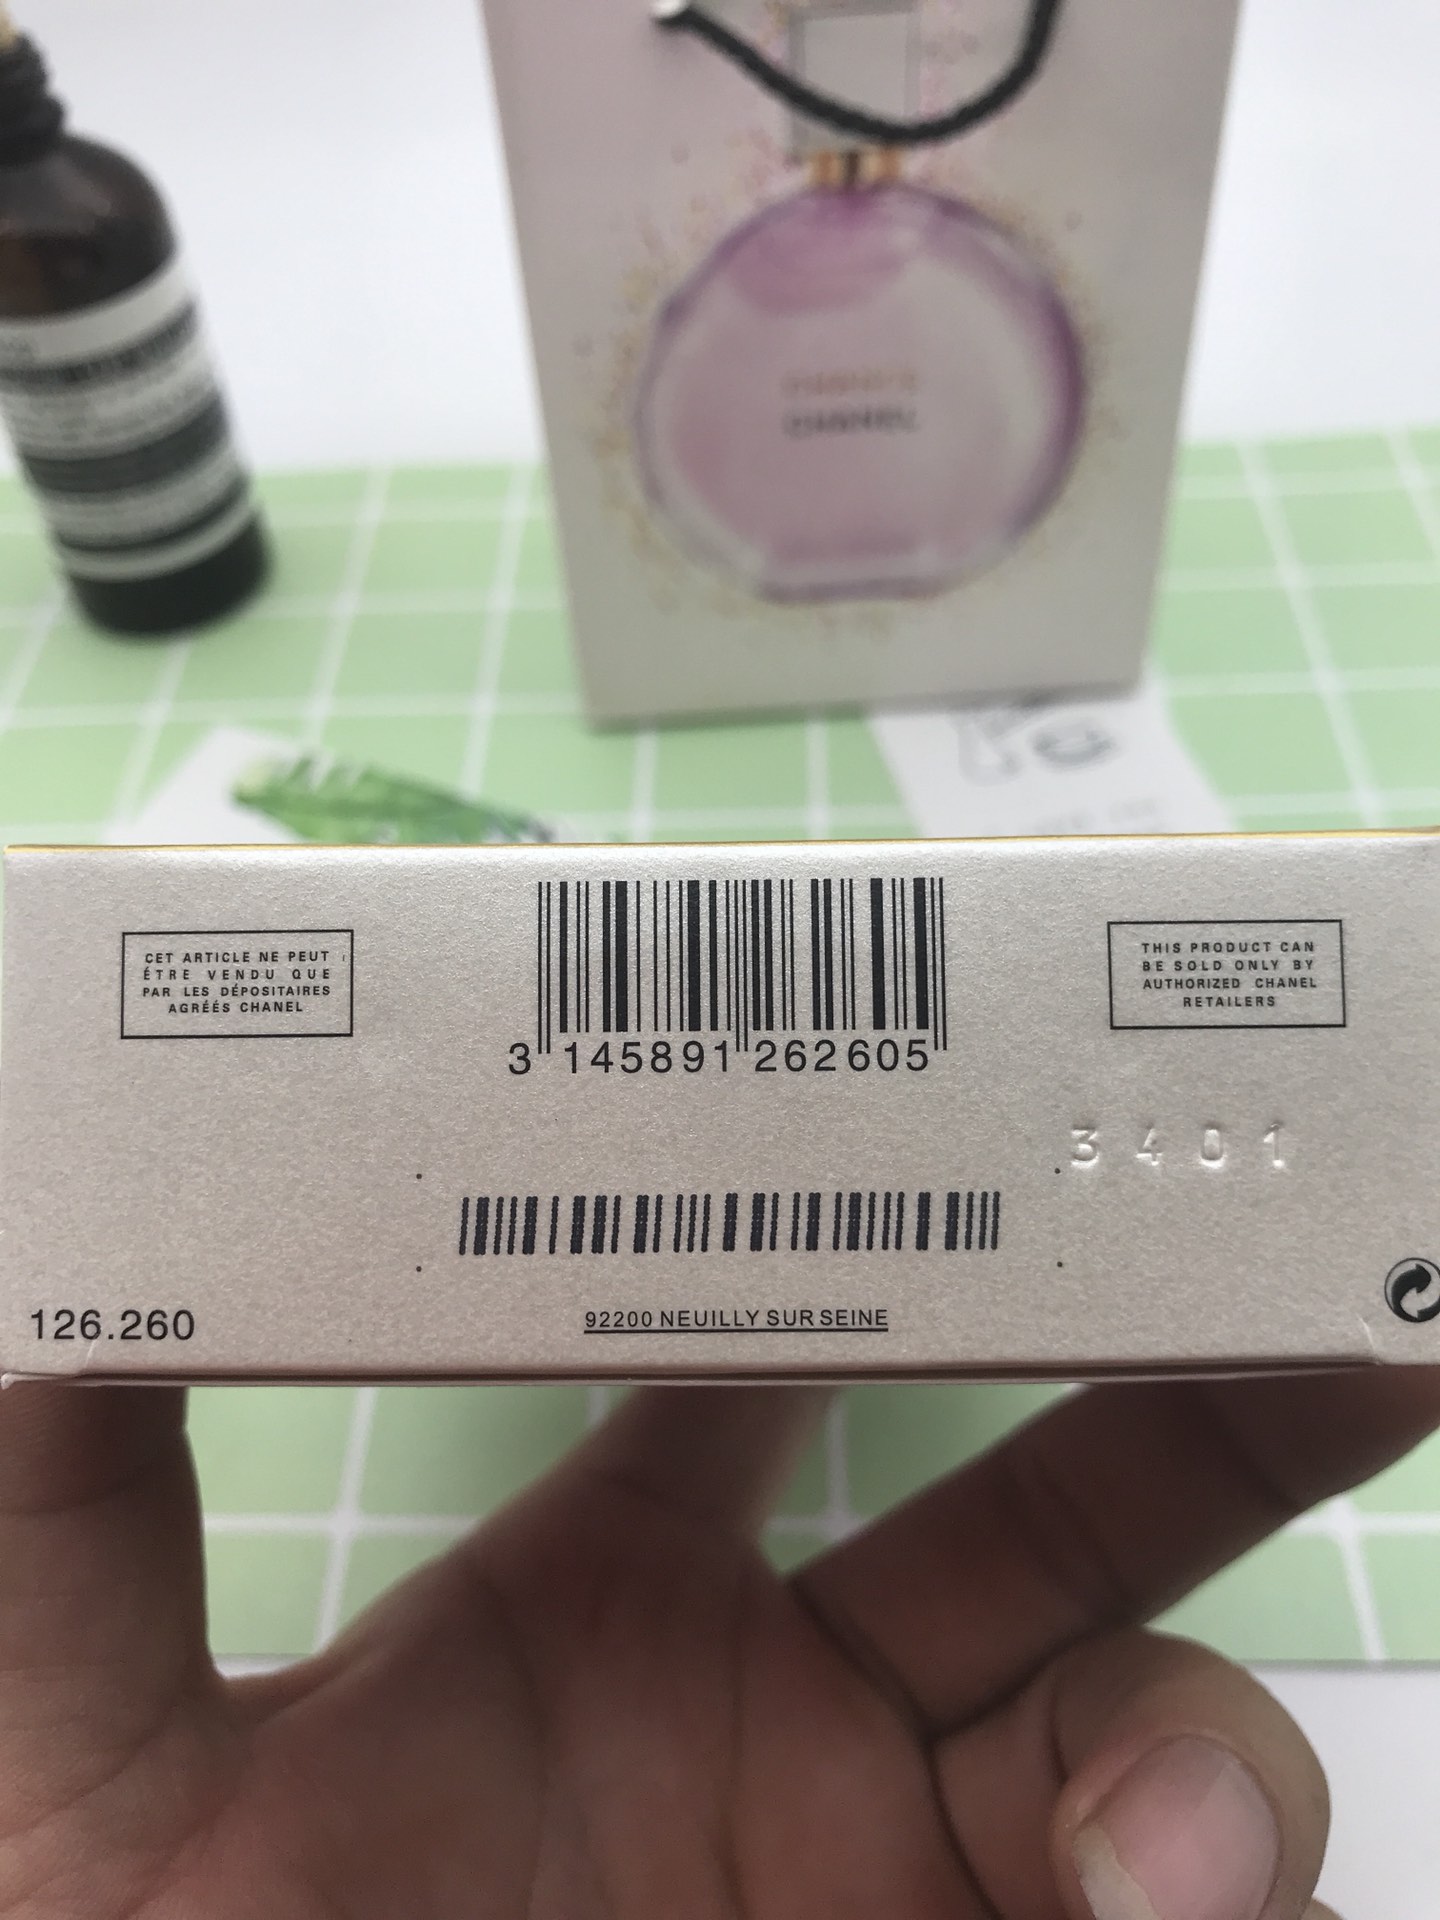 CHANEL
CET ARTICLE NE PEUT
ÊTRE VENDU QUE
PAR LES DÉPOSITAIRES
AGRÉÉS CHANEL
THIS PRODUCT CAN
BE SOLD ONLY BY
AUTHORIZED CHANEL
RETAILERS
3 145891 262605
3401
126.260
92200 NEUILLY SUR SEINE